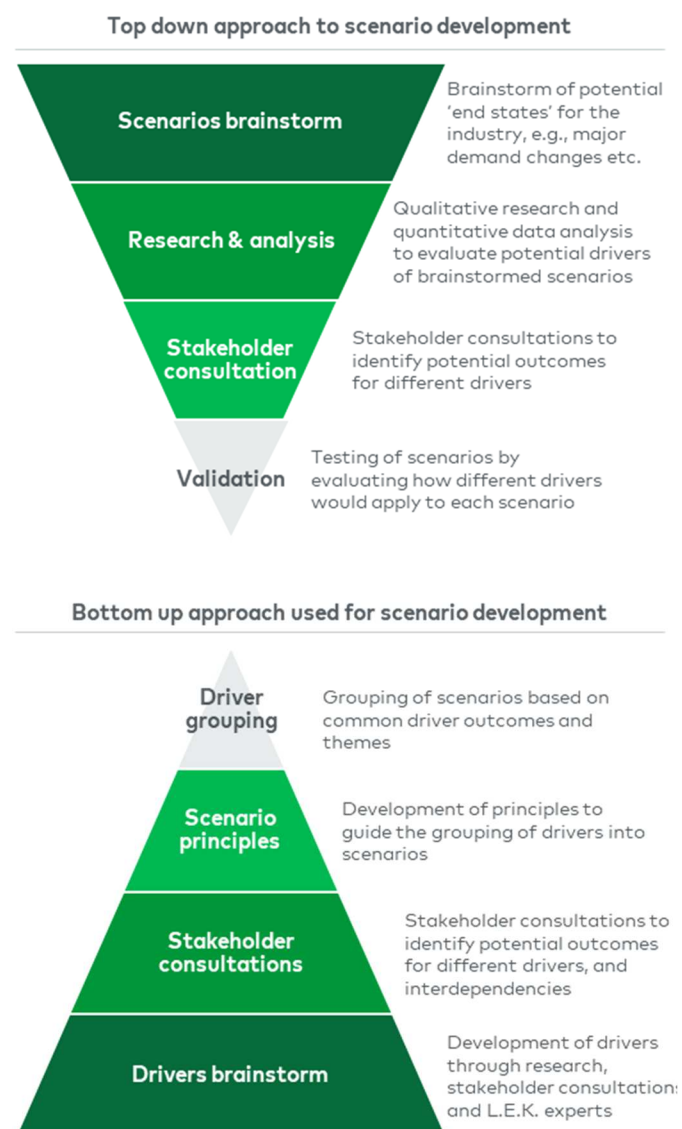 Top down approach to scenario development
Scenarios brainstorm
Brainstorm of potential
‘end states’ for the
industry, e.g., major
demand changes etc.
Research & analysis
Qualitative research and
quantitative data analysis
to evaluate potential drivers
of brainstormed scenarios
Stakeholder
consultation
Stakeholder consultations to
identify potential outcomes
for different drivers
Validation
Testing of scenarios by
evaluating how different drivers
would apply to each scenario
Bottom up approach used for scenario development
Driver
grouping
Grouping of scenarios based on
common driver outcomes and
themes
Scenario
principles
Development of principles to
guide the grouping of drivers into
scenarios
Stakeholder
consultations
Stakeholder consultations to
identify potential outcomes
for different drivers, and
interdependencies
Drivers brainstorm
Development of drivers
through research,
stakeholder consultations
and L.E.K. experts